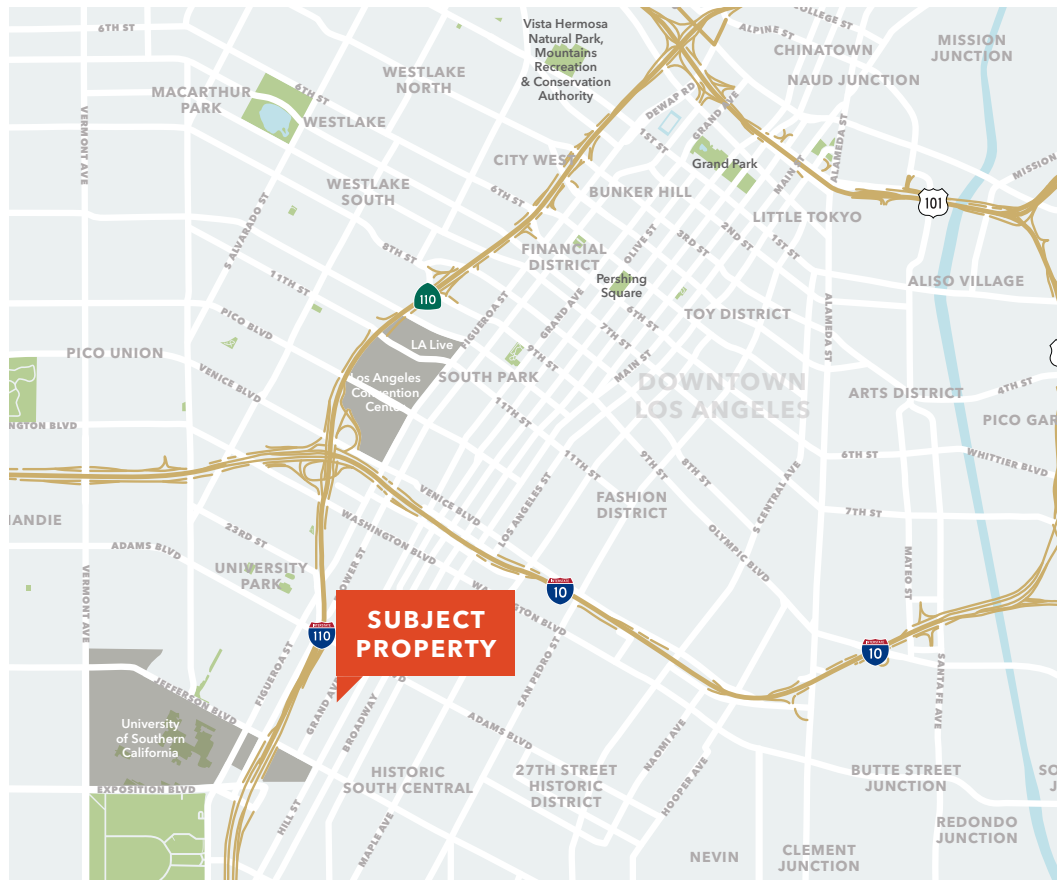 6TH ST
Vista Hermosa
Natural Park,
Mountains
Recreation
& Conservation
Authority
COLLEGE ST
ALPINE ST
CHINATOWN
MISSION
JUNCTION
WESTLAKE
NORTH
NAUD JUNCTION
MACARTHUR
PARK
6TH ST
WESTLAKE
DEWAP RD
GRAND AVE
ALAMEDA ST
VERMONT AVE
1ST ST
CITY WEST
Grand Park
MAIN ST
MISSION
WESTLAKE
SOUTH
6TH ST
BUNKER HILL
101
LITTLE TOKYO
S ALVARADO ST
8TH ST
FINANCIAL
DISTRICT
OLIVE ST
3RD ST
2ND ST
1ST ST
11TH ST
110
Pershing
Square
ALISO VILLAGE
PICO BLVD
FIGUEROA ST
GRAND AVE
6TH ST
TOY DISTRICT
ALAMEDA ST
PICO UNION
LA Live
7TH ST
9TH ST
MAIN ST
VENICE BLVD
Los Angeles
Convention
Center
SOUTH PARK
DOWNTOWN
LOS ANGELES
ARTS DISTRICT
4TH ST
NGTON BLVD
11TH ST
PICO GAR
11TH ST
9TH ST
8TH ST
6TH ST
WHITTIER BLVD
VENICE BLVD
LOS ANGELES ST
FASHION
DISTRICT
S CENTRAL AVE
7TH ST
MANDIE
23RD ST
WASHINGTON BLVD
OLYMPIC BLVD
ADAMS BLVD
UNIVERSITY
PARK
MATEO ST
VERMONT AVE
10
110
SUBJECT
PROPERTY
10
FIGUEROA ST
SAN PEDRO ST
SANTA FE AVE
JEFFERSON BLVD
GRAND AVE
BROADWAY
ADAMS BLVD
NAOMI AVE
University
of Southern
California
HISTORIC
SOUTH CENTRAL
27TH STREET
HISTORIC
DISTRICT
HOOPER AVE
BUTTE STREET
JUNCTION
SO
J
EXPOSITION BLVD
HILL ST
MAPLE AVE
REDONDO
JUNCTION
NEVIN
CLEMENT
JUNCTION